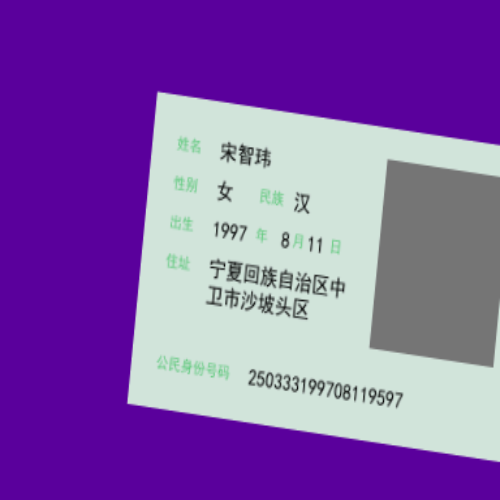 姓名 宋智玮
性别 女 民族 汉
出生 1997 年 8 月 11 日
住址 宁夏回族自治区中
卫市沙坡头区
公民身份号码 250333199708119597